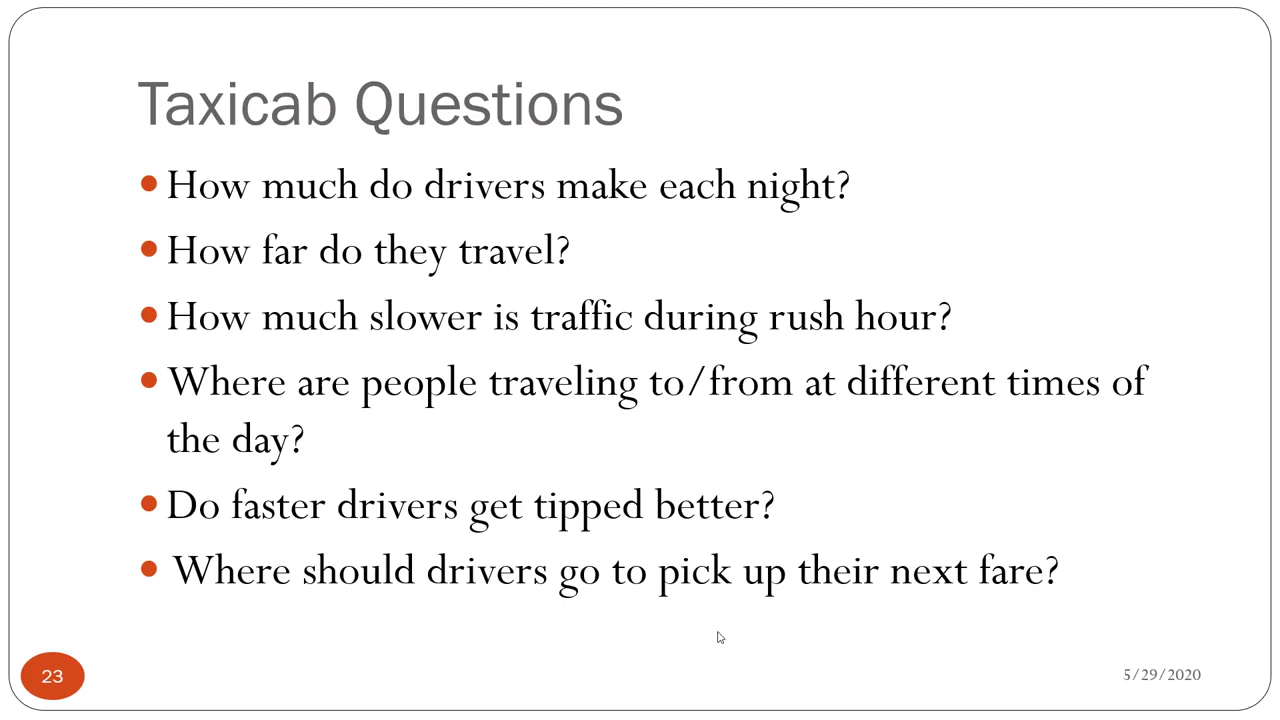 Taxicab Questions
How much do drivers make each night?
How far do they travel?
How much slower is traffic during rush hour?
Where are people traveling to/from at different times of
the day?
Do faster drivers get tipped better?
Where should drivers go to pick up their next fare?
23
5/29/2020